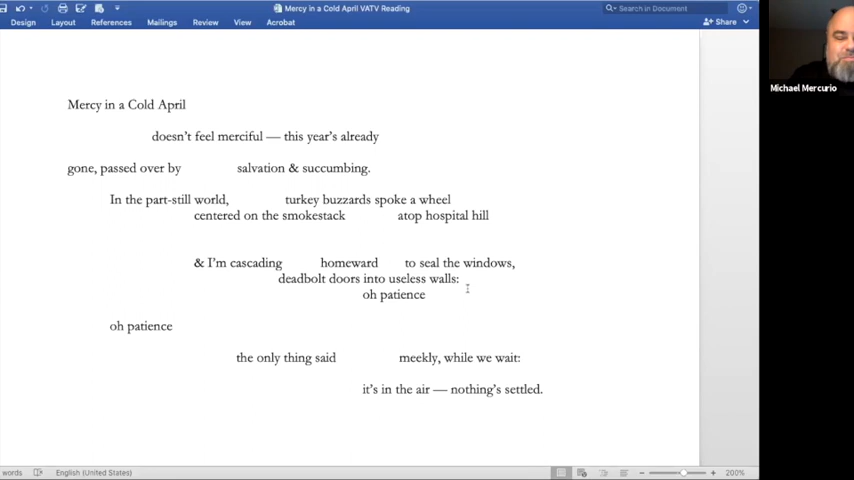 Mercy in a Cold April VATV Reading
Search in Document
Design Layout References Mailings Review View Acrobat
Share
Mercy in a Cold April
doesn't feel merciful — this year's already
gone, passed over by salvation & succumbing.
In the part-still world, turkey buzzards spoke a wheel
centered on the smokestack atop hospital hill
& I'm cascading homeward to seal the windows,
deadbolt doors into useless walls:
oh patience
oh patience
the only thing said meekly, while we wait:
it's in the air — nothing's settled.
Michael Mercurio
words English (United States) 200%